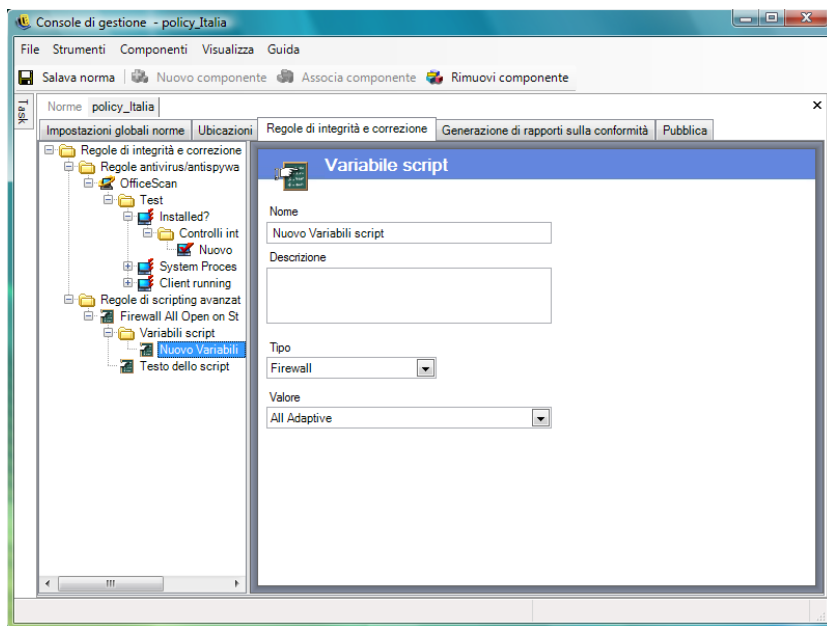 Console di gestione - policy_Italia
File Strumenti Componenti Visualizza Guida
Salava norma Nuovo componente Associa componente Rimuovi componente
Task
Norme policy_Italia
Impostazioni globali norme Ubicazioni Regole di integrità e correzione Generazione di rapporti sulla conformità Pubblica
Regole di integrità e correzione
Regole antivirus/antispywa
OfficeScan
Test
Installed?
Controlli int
Nuovo
System Proces
Client running
Regole di scripting avanzat
Firewall All Open on St
Variabili script
Nuovo Variabili
Testo dello script
Variabile script
Nome
Nuovo Variabili script
Descrizione
Tipo
Firewall
Valore
All Adaptive